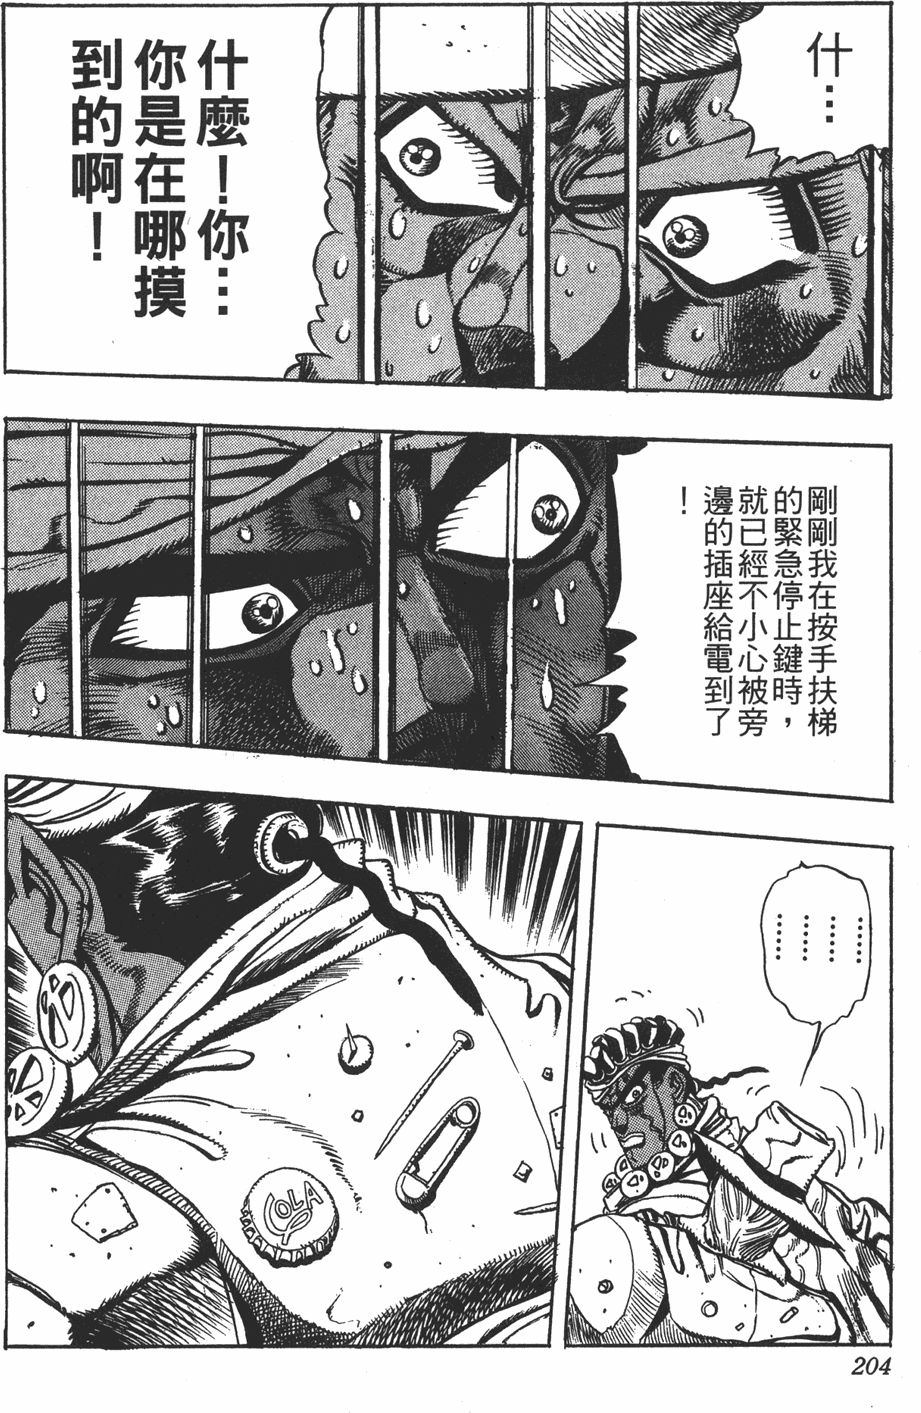 什…
什麼！你…
你是在哪摸
到的啊！
剛剛我在按手扶梯
的緊急停止鍵時，
就已經不小心被旁
邊的插座給電到了
！
…………
COLA
204